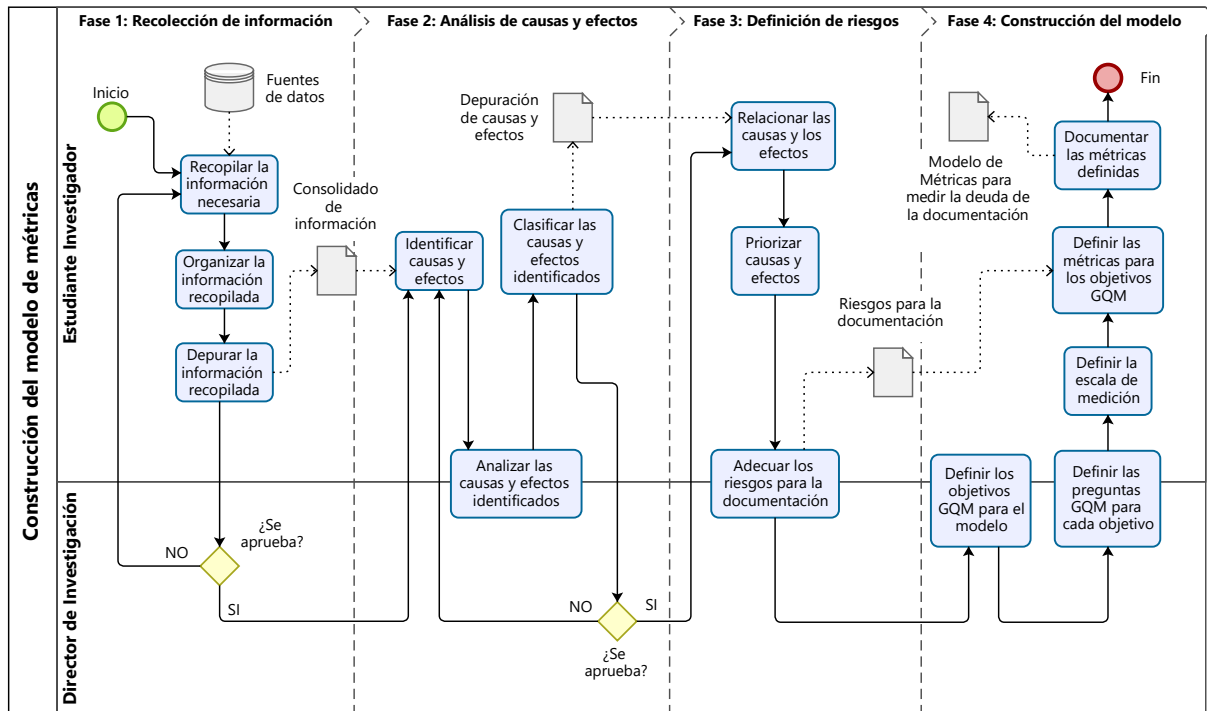 Construcción del modelo de métricas
Estudiante Investigador
Director de Investigación
Fase 1: Recolección de información
Fase 2: Análisis de causas y efectos
Fase 3: Definición de riesgos
Fase 4: Construcción del modelo
Inicio
Fuentes
de datos
Recopilar la
información
necesaria
Organizar la
información
recopilada
Depurar la
información
recopilada
Consolidado
de
información
¿Se
aprueba?
NO
SI
Identificar
causas y
efectos
Depuración
de causas y
efectos
Clasificar las
causas y
efectos
identificados
Analizar las
causas y efectos
identificados
NO
SI
¿Se
aprueba?
Relacionar las
causas y los
efectos
Priorizar
causas y
efectos
Adecuar los
riesgos para la
documentación
Riesgos para la
documentación
Definir los
objetivos
GQM para el
modelo
Definir las
preguntas
GQM para
cada objetivo
Definir la
escala de
medición
Definir las
métricas para
los objetivos
GQM
Documentar
las métricas
definidas
Modelo de
Métricas para
medir la deuda de
la documentación
Fin